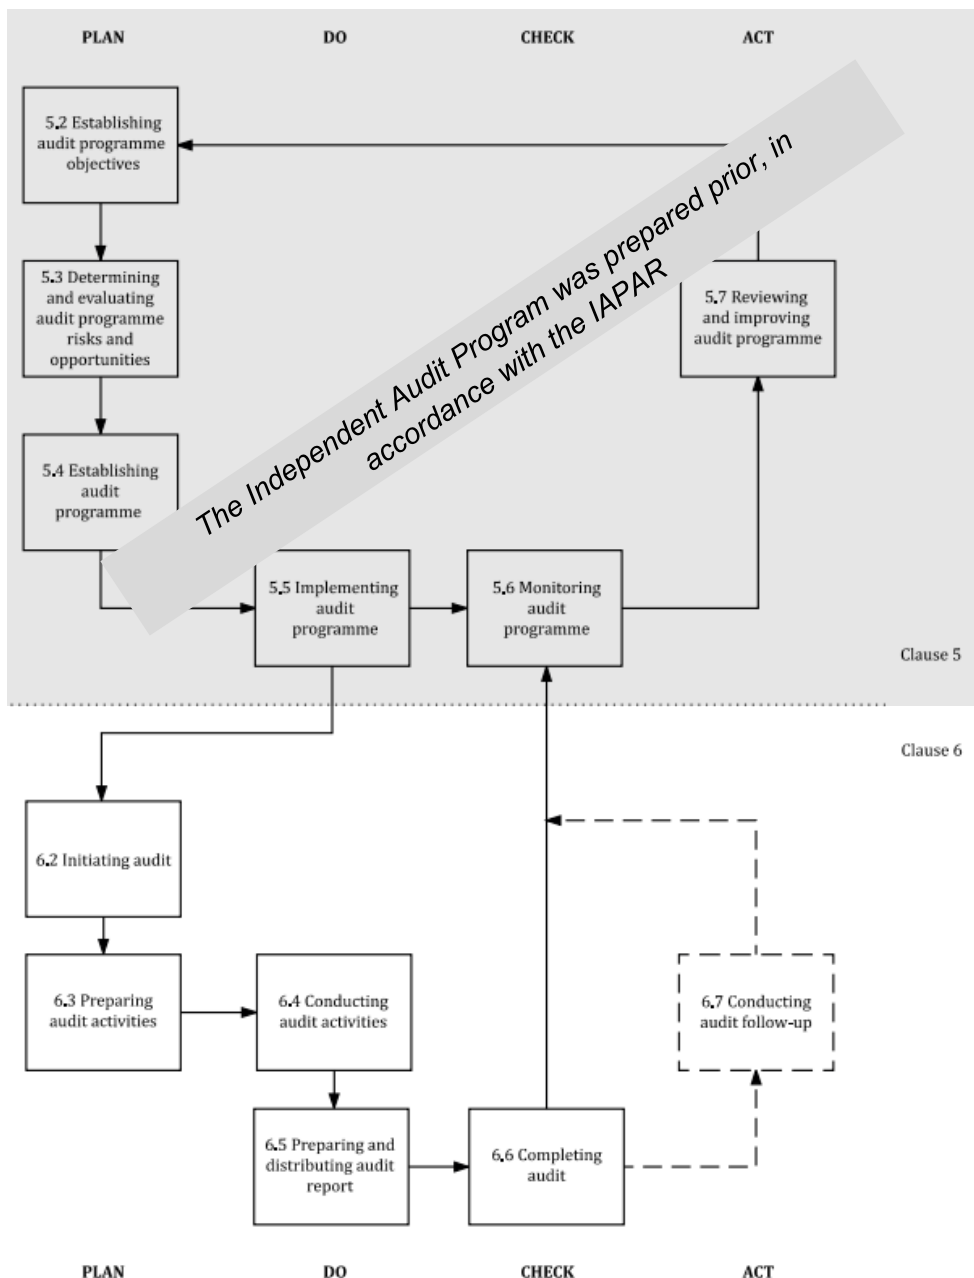 PLAN
DO
CHECK
ACT
5.2 Establishing
audit programme
objectives
5.3 Determining
and evaluating
audit programme
risks and
opportunities
5.4 Establishing
audit
programme
The Independent Audit Program was prepared prior, in
accordance with the IAPAR
5.7 Reviewing
and improving
audit programme
5.5 Implementing
audit
programme
5.6 Monitoring
audit
programme
Clause 5
Clause 6
6.2 Initiating audit
6.3 Preparing
audit activities
6.4 Conducting
audit activities
6.7 Conducting
audit follow-up
6.5 Preparing and
distributing audit
report
6.6 Completing
audit
PLAN
DO
CHECK
ACT